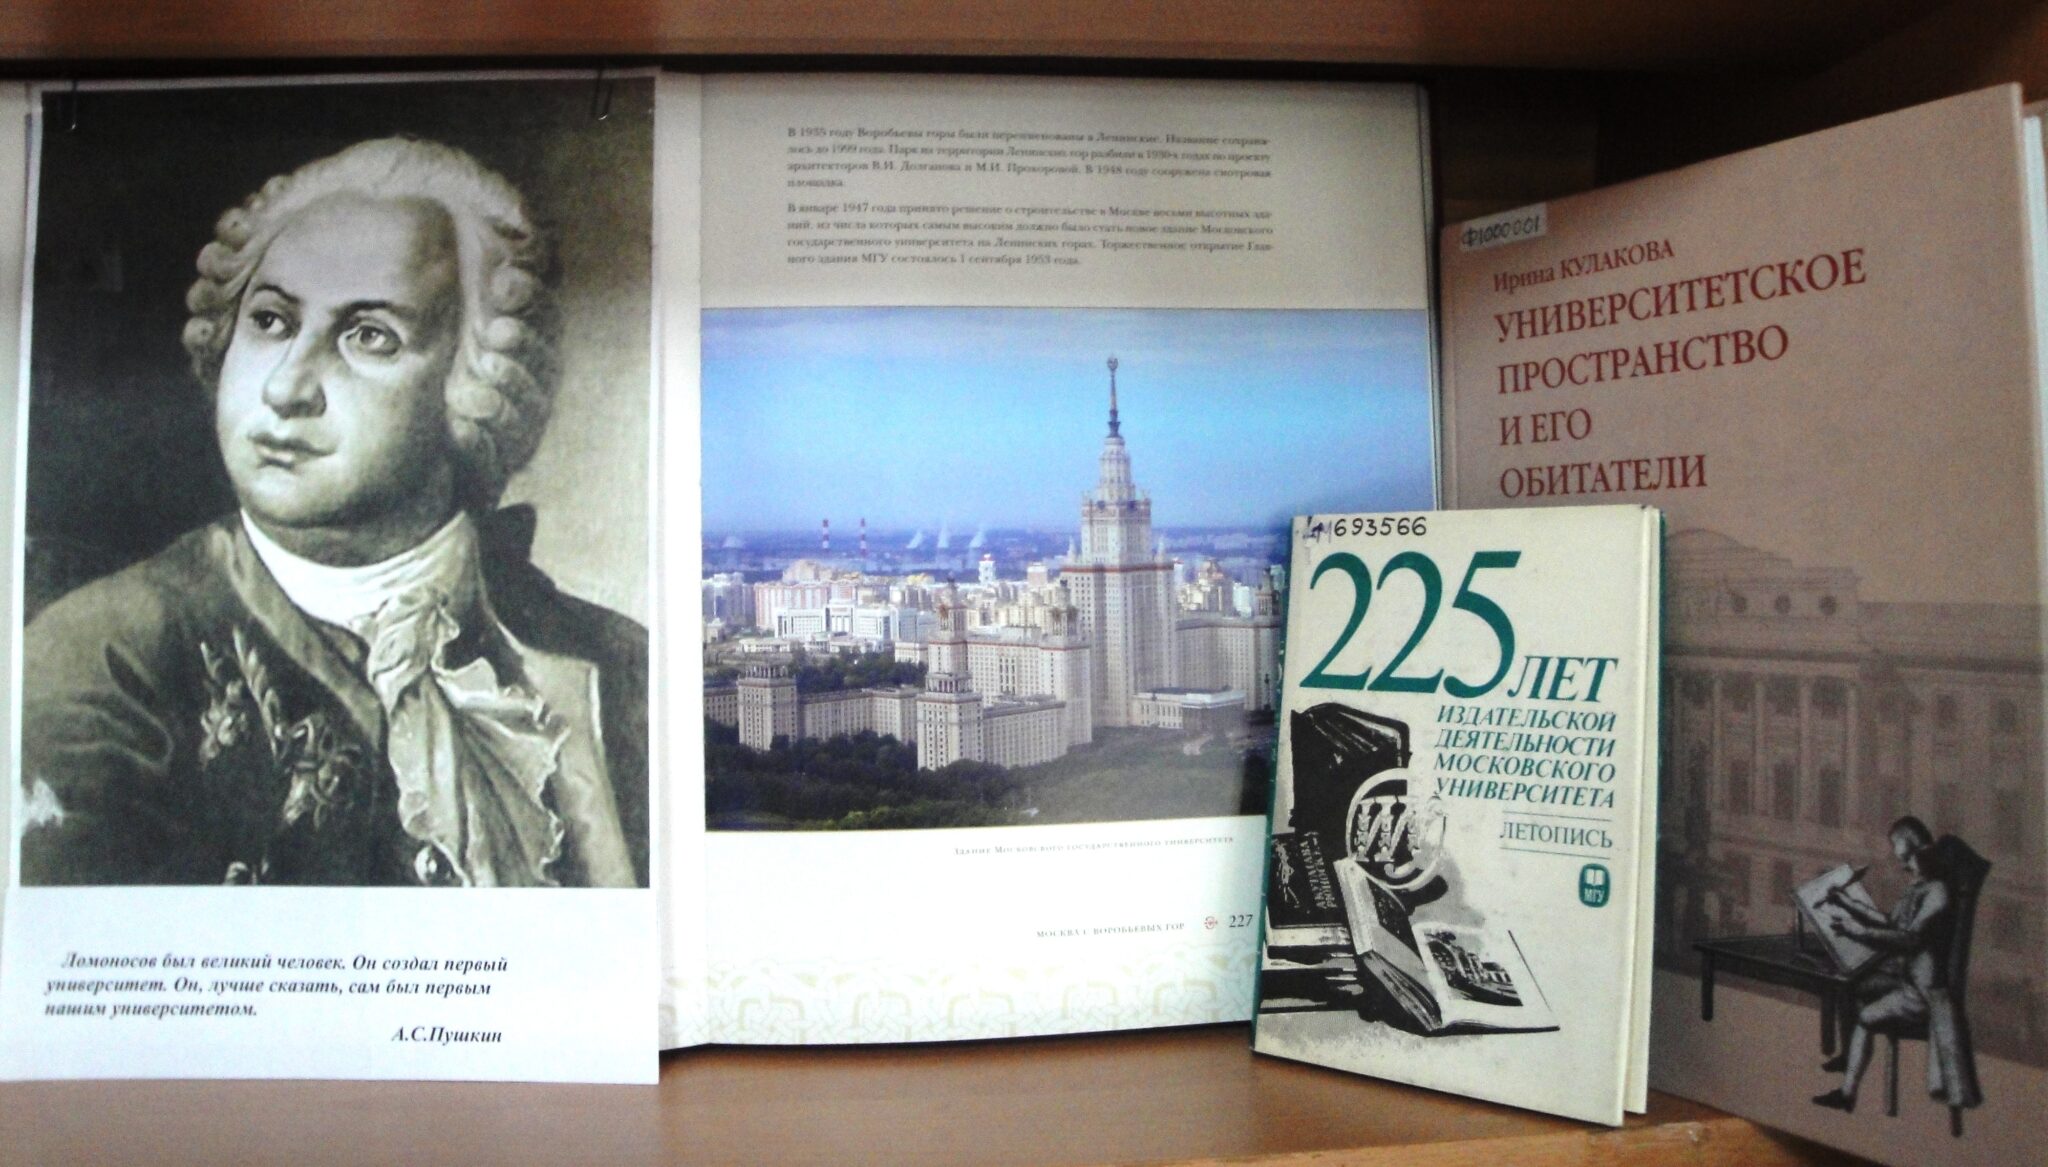 Ломоносов был великий человек. Он создал первый
университет. Он, лучше сказать, сам был первым
нашим университетом.
А.С.Пушкин
В 1935 году Воробьевы горы были переименованы в Ленинские. Название сохраня-
лось до 1999 года. Парк на территории Ленинских гор разбили в 1930-х годах по проекту
архитекторов В.И. Долганова и М.И. Прохоровой. В 1948 году сооружена смотровая
площадка.
В январе 1947 года принято решение о строительстве в Москве восьми высотных зда-
ний, из числа которых самым высоким должно было стать новое здание Московского
государственного университета на Ленинских горах. Торжественное открытие Глав-
ного здания МГУ состоялось 1 сентября 1953 года.
Здание Московского государственного университета
МОСКВА С ВОРОБЬЕВЫХ ГОР 227
693566
225 ЛЕТ
ИЗДАТЕЛЬСКОЙ
ДЕЯТЕЛЬНОСТИ
МОСКОВСКОГО
УНИВЕРСИТЕТА
ЛЕТОПИСЬ
МГУ
АКУТАГАВА
РЮНОСКЭ
Ф1000001
Ирина КУЛАКОВА
УНИВЕРСИТЕТСКОЕ
ПРОСТРАНСТВО
И ЕГО
ОБИТАТЕЛИ